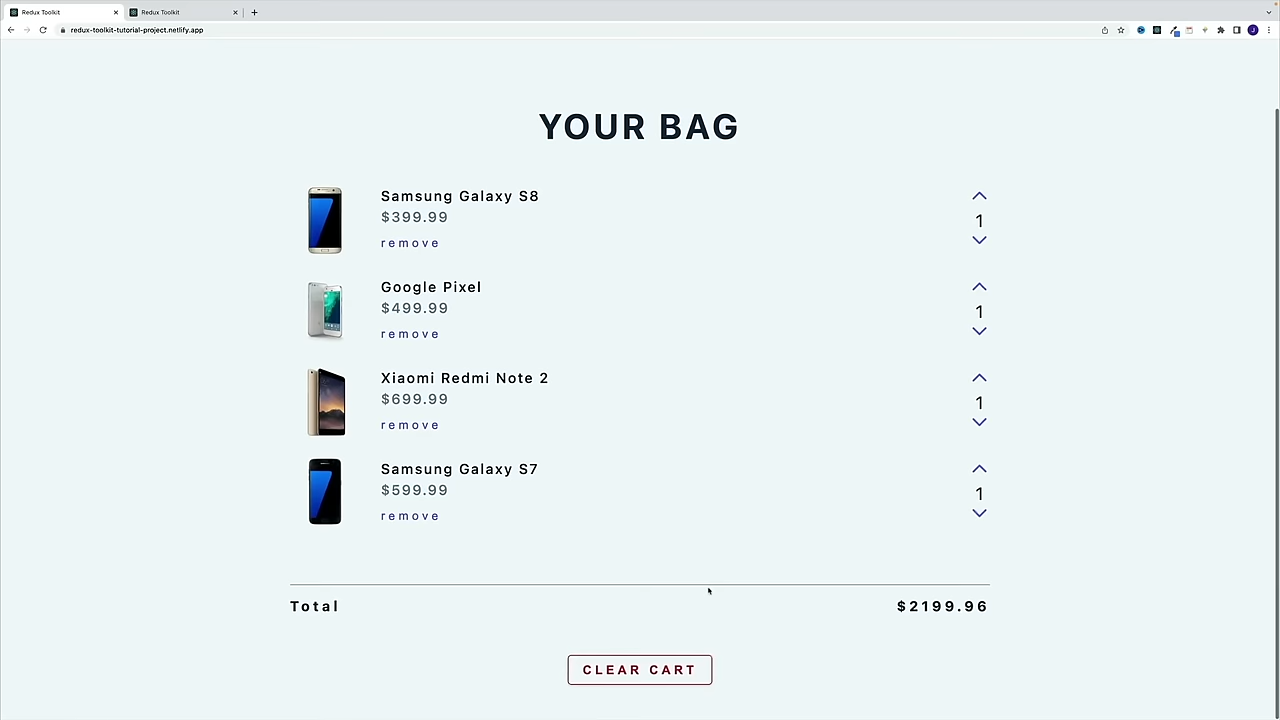 Redux Toolkit
Redux Toolkit
redux-toolkit-tutorial-project.netlify.app
J
YOUR BAG
Samsung Galaxy S8
$399.99
remove
1
Google Pixel
$499.99
remove
1
Xiaomi Redmi Note 2
$699.99
remove
1
Samsung Galaxy S7
$599.99
remove
1
Total $2199.96
CLEAR CART